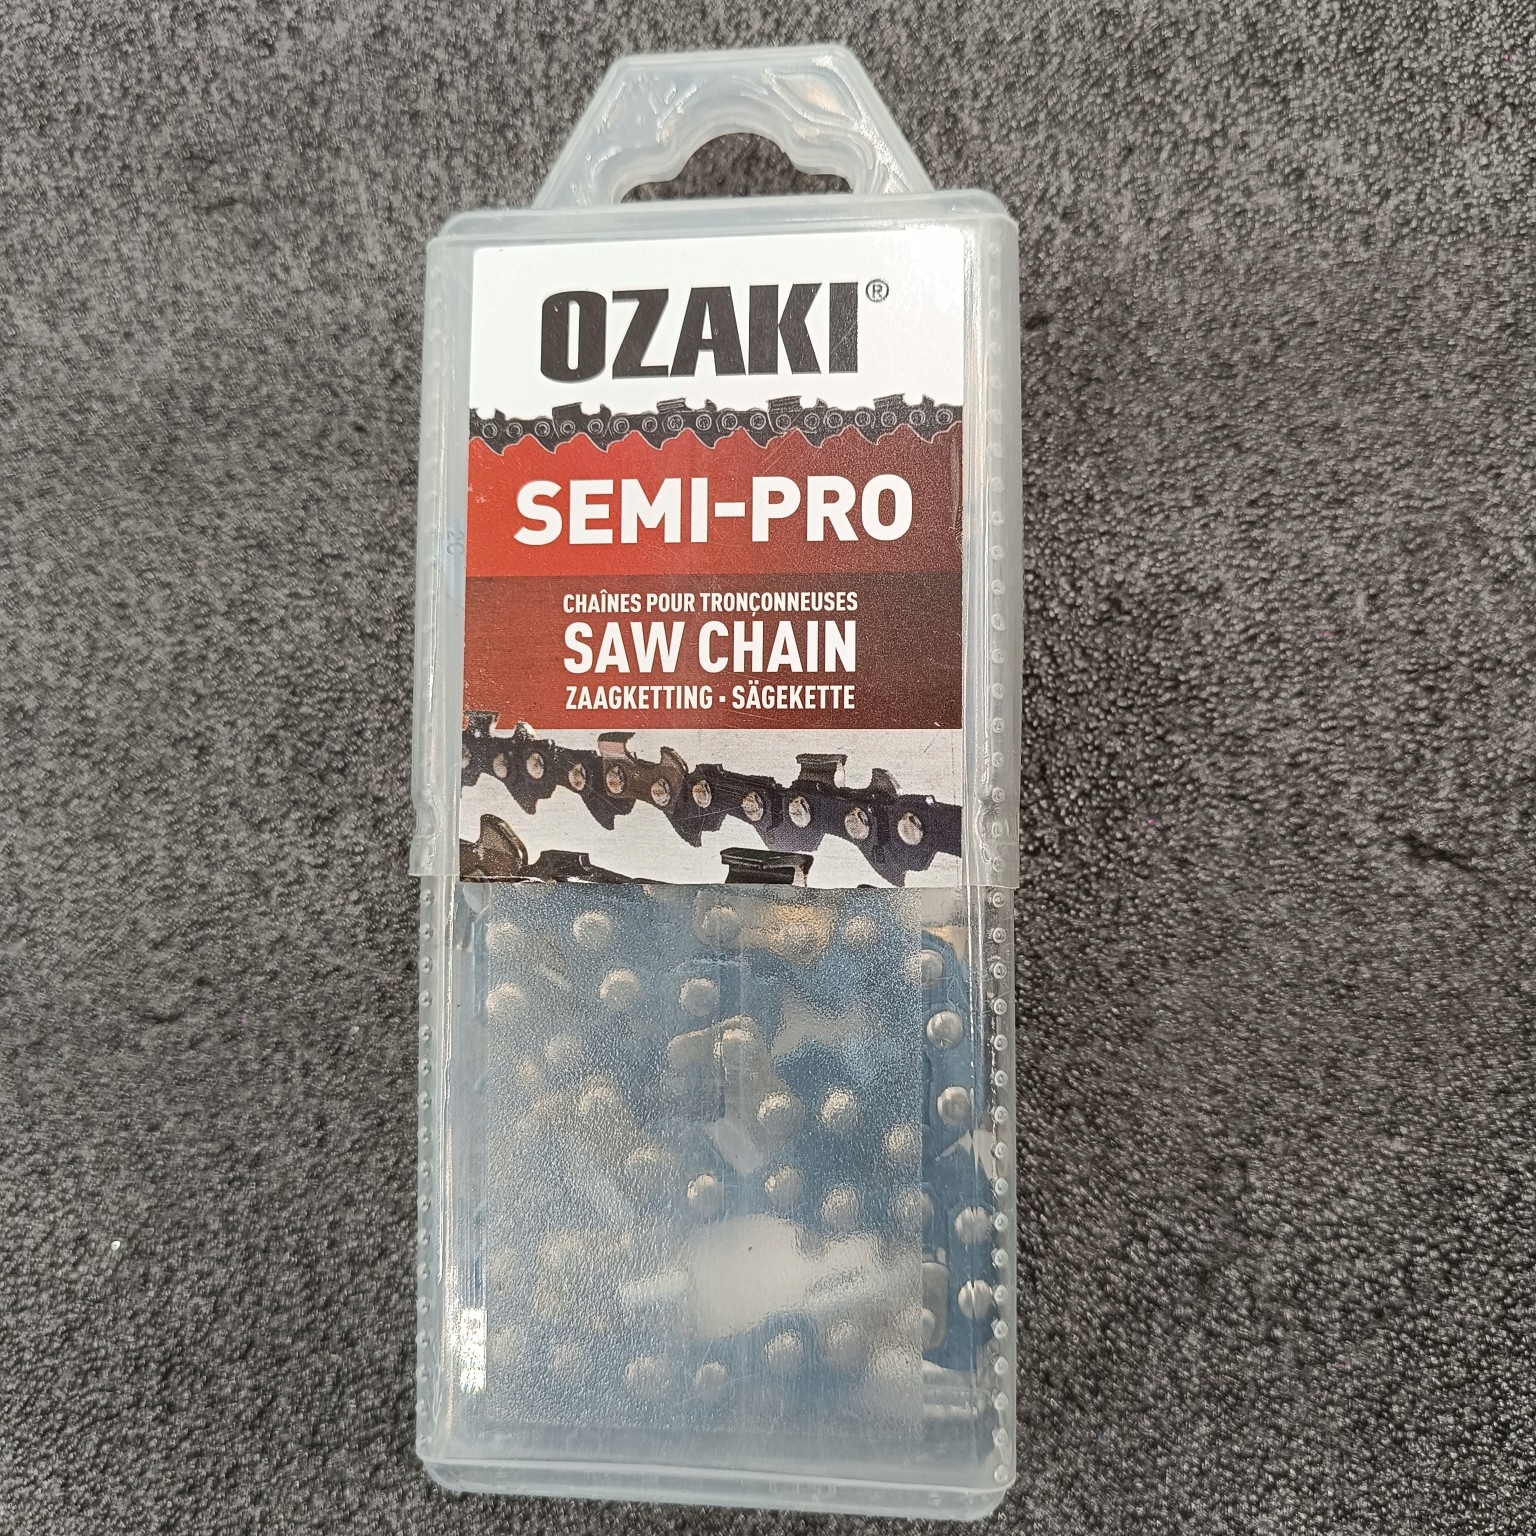 OZAKI®
SEMI-PRO
CHAÎNES POUR TRONÇONNEUSES
SAW CHAIN
ZAAGKETTING · SÄGEKETTE